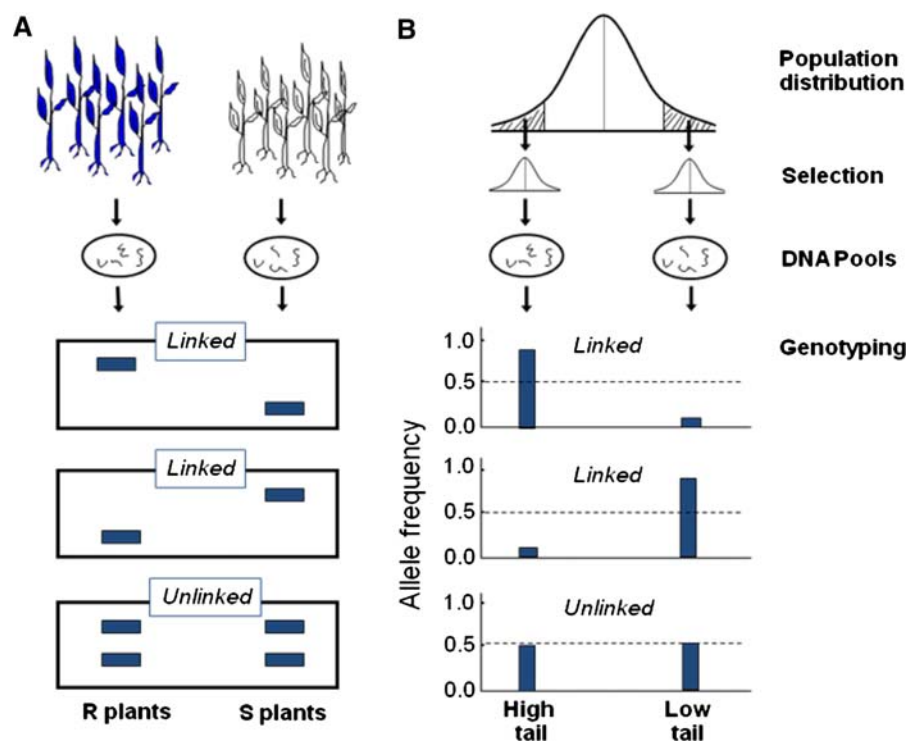 A
Linked
Linked
Unlinked
R plants
S plants
B
Population
distribution
Selection
DNA Pools
Genotyping
Allele frequency
1.0
0.5
0.0
Linked
1.0
0.5
0.0
Linked
1.0
0.5
0.0
Unlinked
High
tail
Low
tail